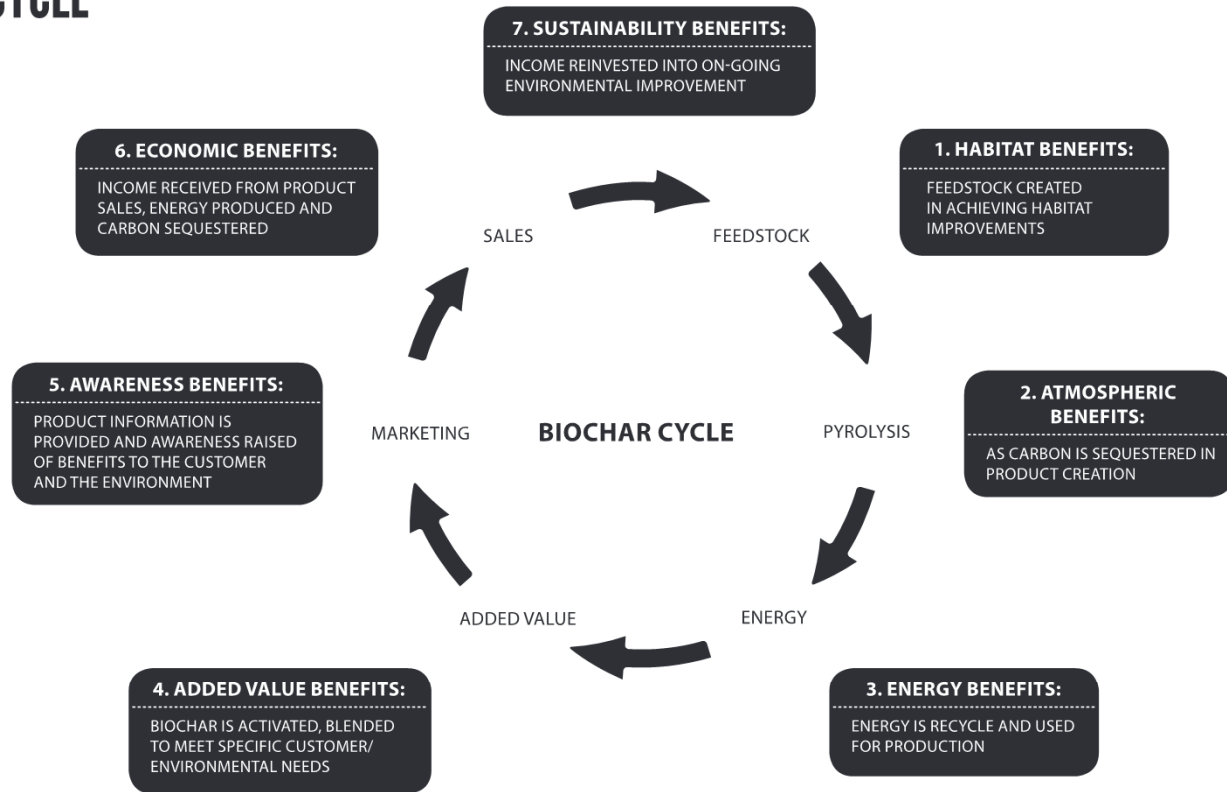 CYCLE
7. SUSTAINABILITY BENEFITS:
INCOME REINVESTED INTO ON-GOING
ENVIRONMENTAL IMPROVEMENT
6. ECONOMIC BENEFITS:
INCOME RECEIVED FROM PRODUCT
SALES, ENERGY PRODUCED AND
CARBON SEQUESTERED
1. HABITAT BENEFITS:
FEEDSTOCK CREATED
IN ACHIEVING HABITAT
IMPROVEMENTS
SALES
FEEDSTOCK
5. AWARENESS BENEFITS:
PRODUCT INFORMATION IS
PROVIDED AND AWARENESS RAISED
OF BENEFITS TO THE CUSTOMER
AND THE ENVIRONMENT
MARKETING
BIOCHAR CYCLE
PYROLYSIS
2. ATMOSPHERIC
BENEFITS:
AS CARBON IS SEQUESTERED IN
PRODUCT CREATION
ADDED VALUE
ENERGY
4. ADDED VALUE BENEFITS:
BIOCHAR IS ACTIVATED, BLENDED
TO MEET SPECIFIC CUSTOMER/
ENVIRONMENTAL NEEDS
3. ENERGY BENEFITS:
ENERGY IS RECYCLE AND USED
FOR PRODUCTION